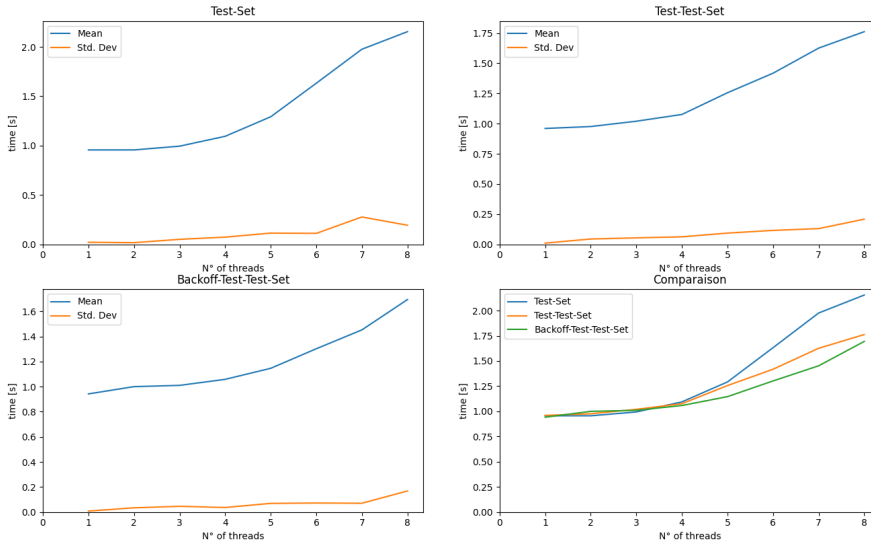 Test-Set
Mean
Std. Dev
time [s]
2.0
1.5
1.0
0.5
0.0
0 1 2 3 4 5 6 7 8
N° of threads
Test-Test-Set
Mean
Std. Dev
time [s]
1.75
1.50
1.25
1.00
0.75
0.50
0.25
0.00
0 1 2 3 4 5 6 7 8
N° of threads
Backoff-Test-Test-Set
Mean
Std. Dev
time [s]
1.6
1.4
1.2
1.0
0.8
0.6
0.4
0.2
0.0
0 1 2 3 4 5 6 7 8
N° of threads
Comparaison
Test-Set
Test-Test-Set
Backoff-Test-Test-Set
time [s]
2.00
1.75
1.50
1.25
1.00
0.75
0.50
0.25
0.00
0 1 2 3 4 5 6 7 8
N° of threads